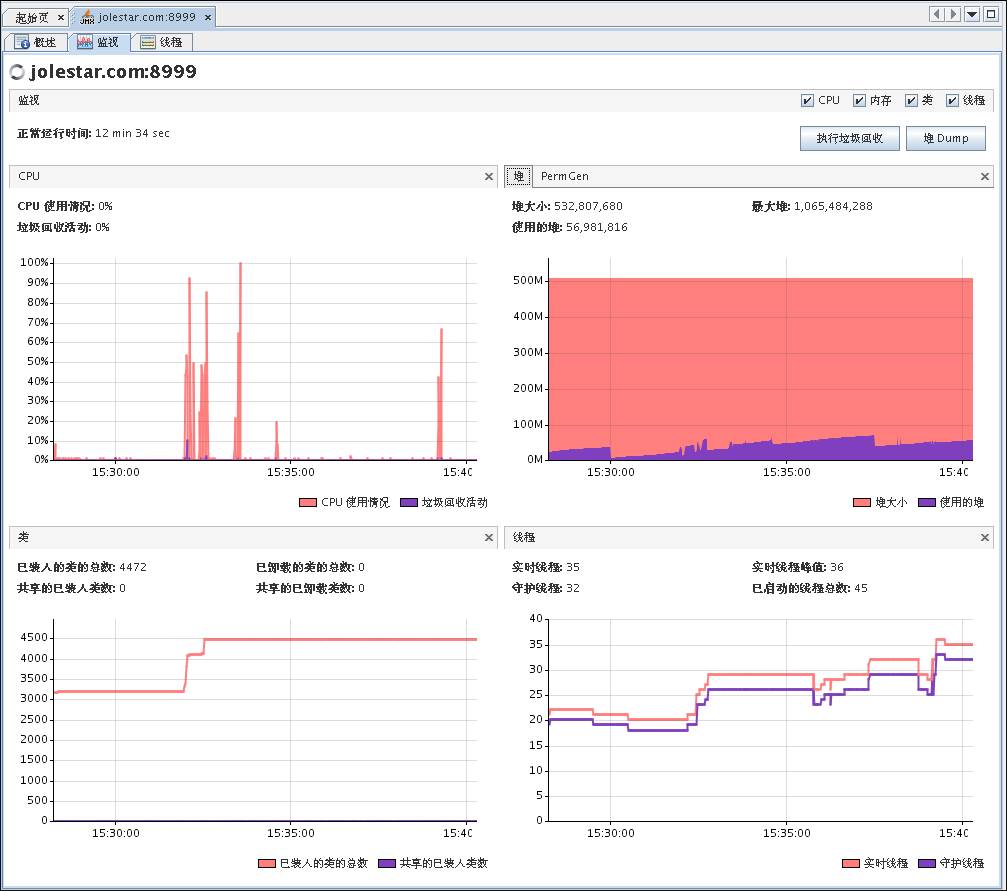 起始页 × JMX jolestar.com:8999 ×
概述 监视 线程
jolestar.com:8999
监视 CPU 内存 类 线程
正常运行时间: 12 min 34 sec
执行垃圾回收 堆 Dump
CPU
CPU 使用情况: 0%
垃圾回收活动: 0%
100%
90%
80%
70%
60%
50%
40%
30%
20%
10%
0%
15:30:00 15:35:00 15:40
CPU 使用情况 垃圾回收活动
堆 PermGen
堆大小: 532,807,680 最大堆: 1,065,484,288
使用的堆: 56,981,816
500M
400M
300M
200M
100M
0M
15:30:00 15:35:00 15:40
堆大小 使用的堆
类
已装入的类的总数: 4472 已卸载的类的总数: 0
共享的已装入类数: 0 共享的已卸载类数: 0
4500
4000
3500
3000
2500
2000
1500
1000
500
0
15:30:00 15:35:00 15:40
已装入的类的总数 共享的已装入类数
线程
实时线程: 35 实时线程峰值: 36
守护线程: 32 已启动的线程总数: 45
40
35
30
25
20
15
10
5
0
15:30:00 15:35:00 15:40
实时线程 守护线程